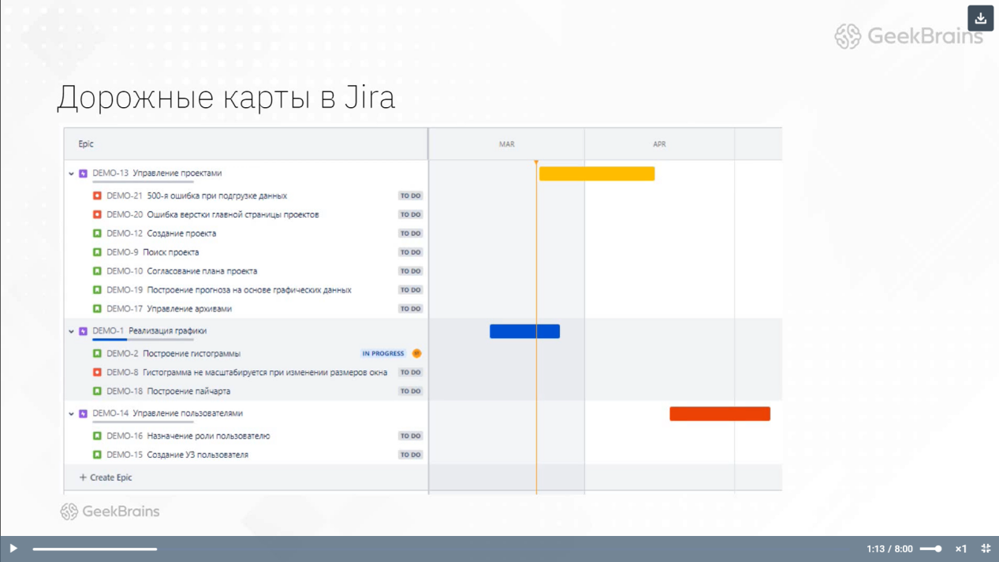 GeekBrains
Дорожные карты в Jira
Epic MAR APR
DEMO-13 Управление проектами
DEMO-21 500-я ошибка при подгрузке данных TO DO
DEMO-20 Ошибка верстки главной страницы проектов TO DO
DEMO-12 Создание проекта TO DO
DEMO-9 Поиск проекта TO DO
DEMO-10 Согласование плана проекта TO DO
DEMO-19 Построение прогноза на основе графических данных TO DO
DEMO-17 Управление архивами TO DO
DEMO-1 Реализация графики
DEMO-2 Построение гистограммы IN PROGRESS
DEMO-8 Гистограмма не масштабируется при изменении размеров окна TO DO
DEMO-18 Построение пайчарта TO DO
DEMO-14 Управление пользователями
DEMO-16 Назначение роли пользователю TO DO
DEMO-15 Создание УЗ пользователя TO DO
+ Create Epic
GeekBrains
1:13 / 8:00 ×1